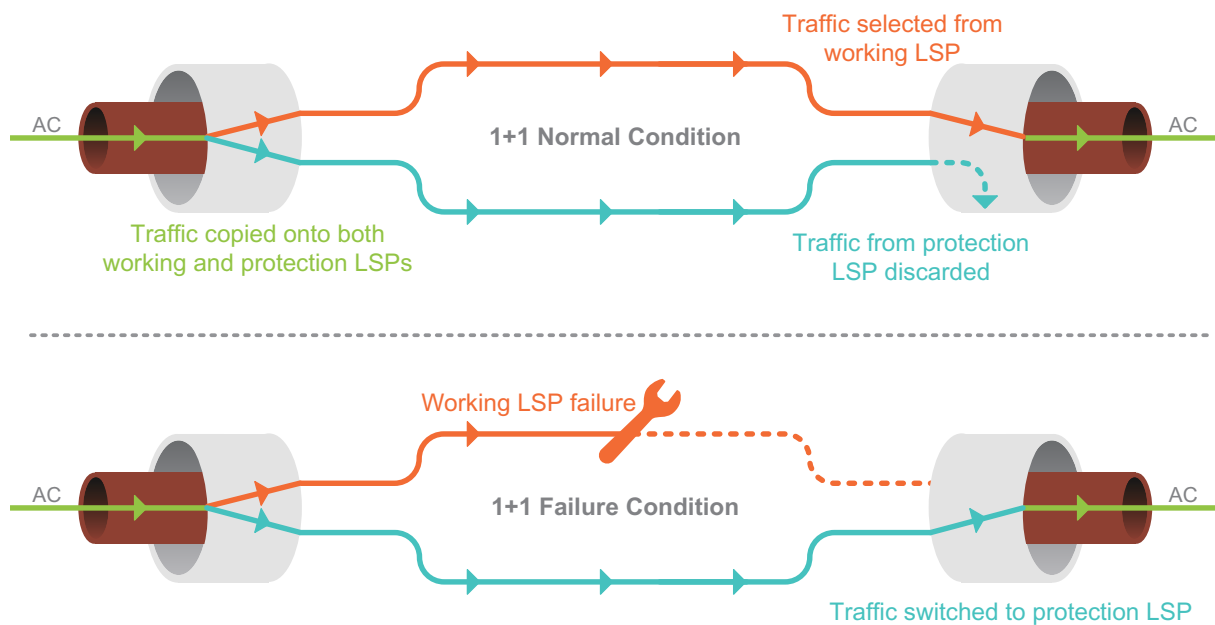 Traffic selected from
working LSP
AC
1+1 Normal Condition
AC
Traffic copied onto both
working and protection LSPs
Traffic from protection
LSP discarded
Working LSP failure
AC
1+1 Failure Condition
AC
Traffic switched to protection LSP